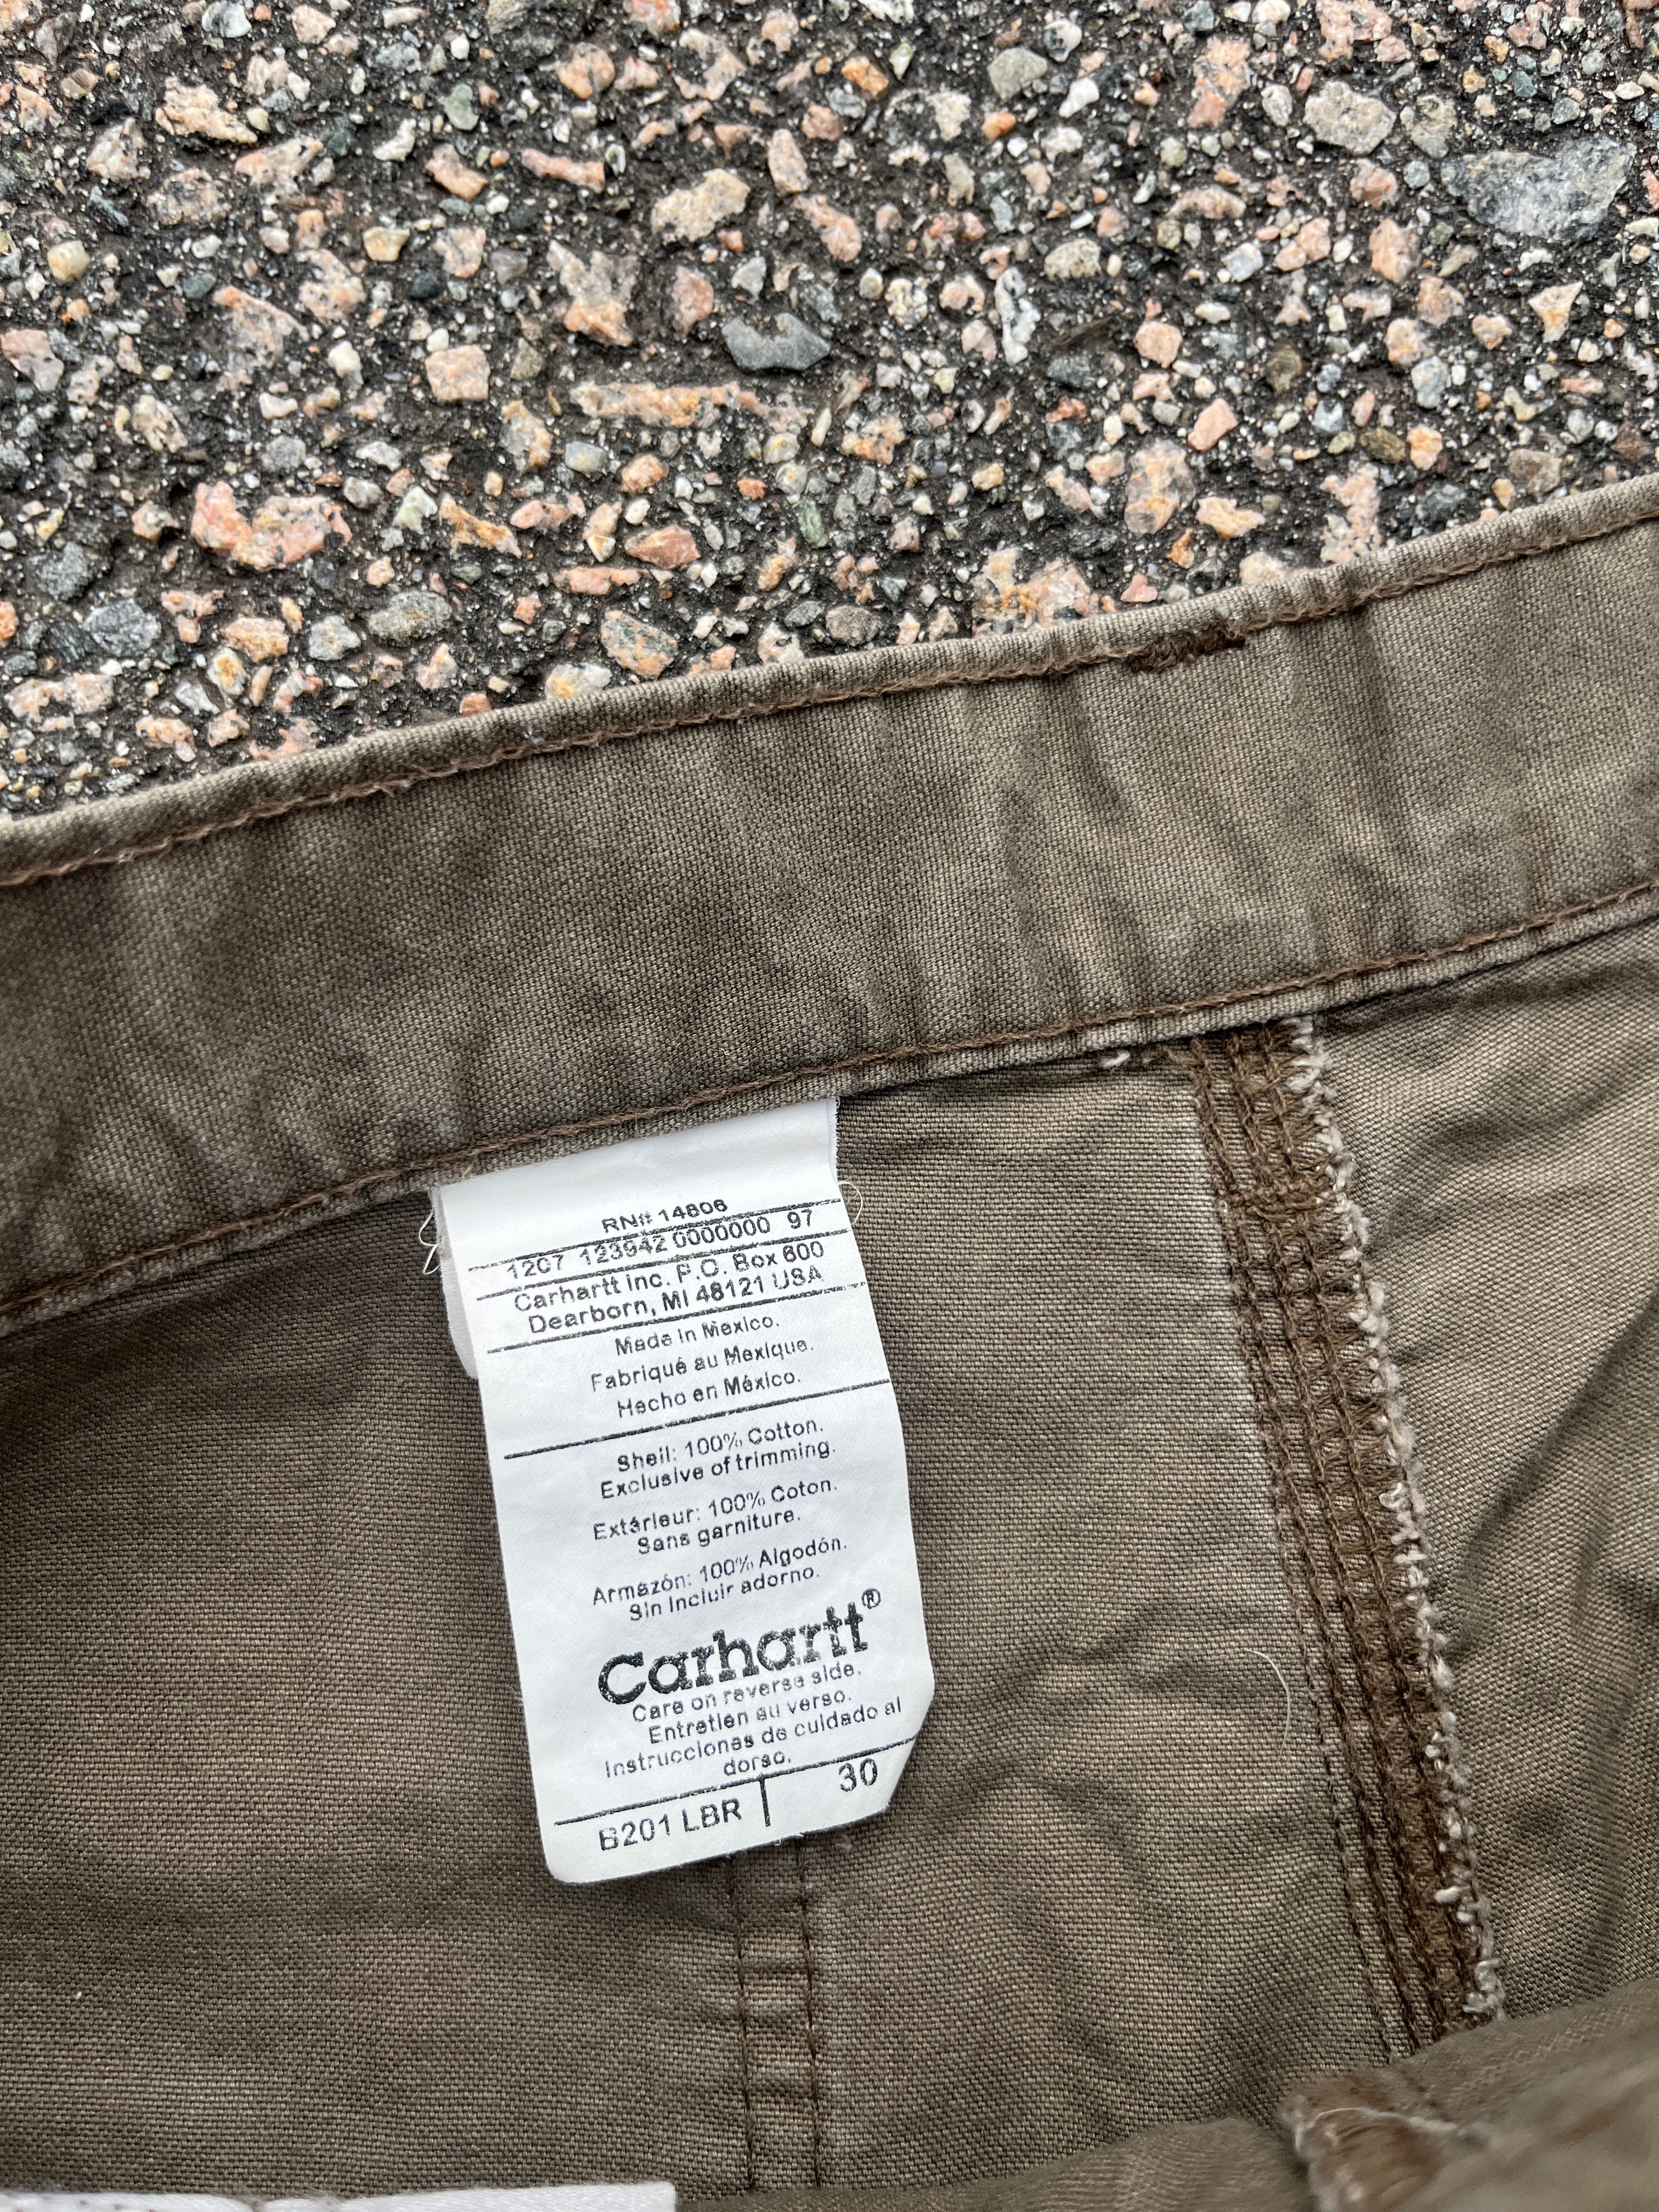 RN# 14806
1207 123942 0000000 97
Carhartt Inc. P.O. Box 600
Dearborn, MI 48121 USA
Made in Mexico.
Fabriqué au Mexique.
Hecho en México.
Shell: 100% Cotton.
Exclusive of trimming.
Extérieur: 100% Coton.
Sans garniture.
Armazón: 100% Algodón.
Sin incluir adorno.
Carhartt®
Care on reverse side.
Entretien au verso.
Instrucciones de cuidado al
dorso.
B201 LBR | 30